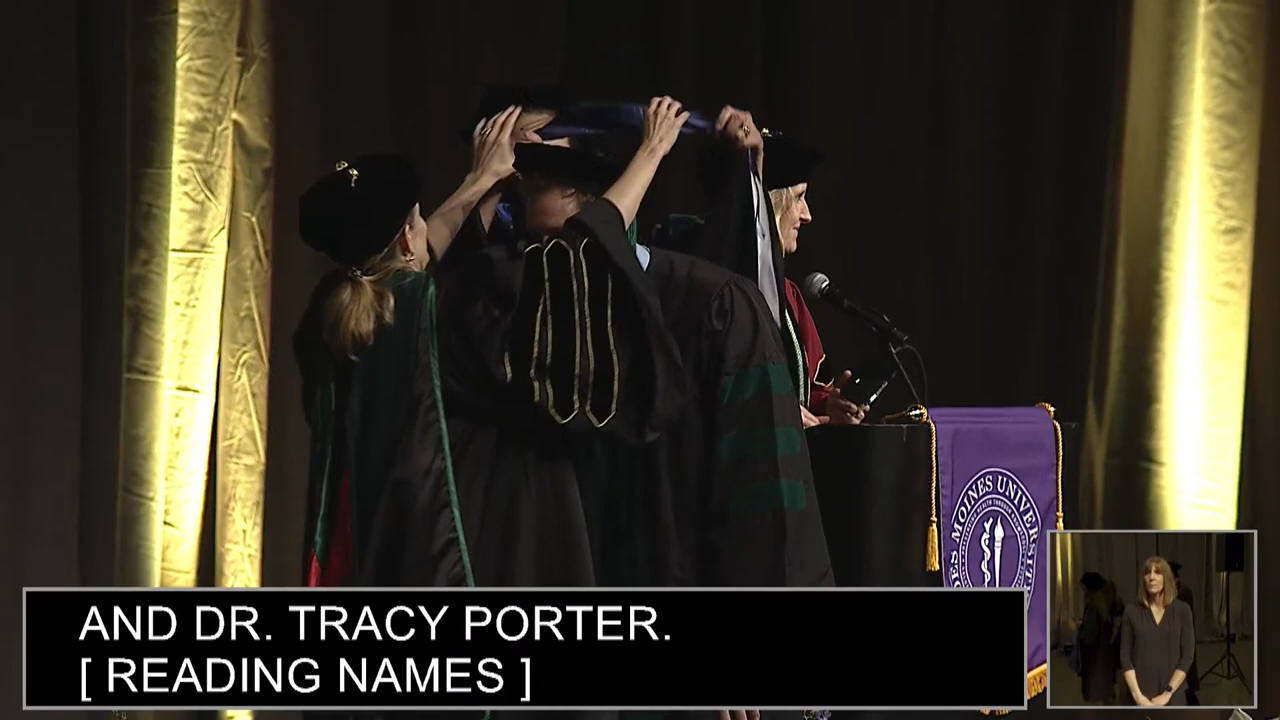 DES MOINES UNIVERSITY
AND DR. TRACY PORTER.
[ READING NAMES ]